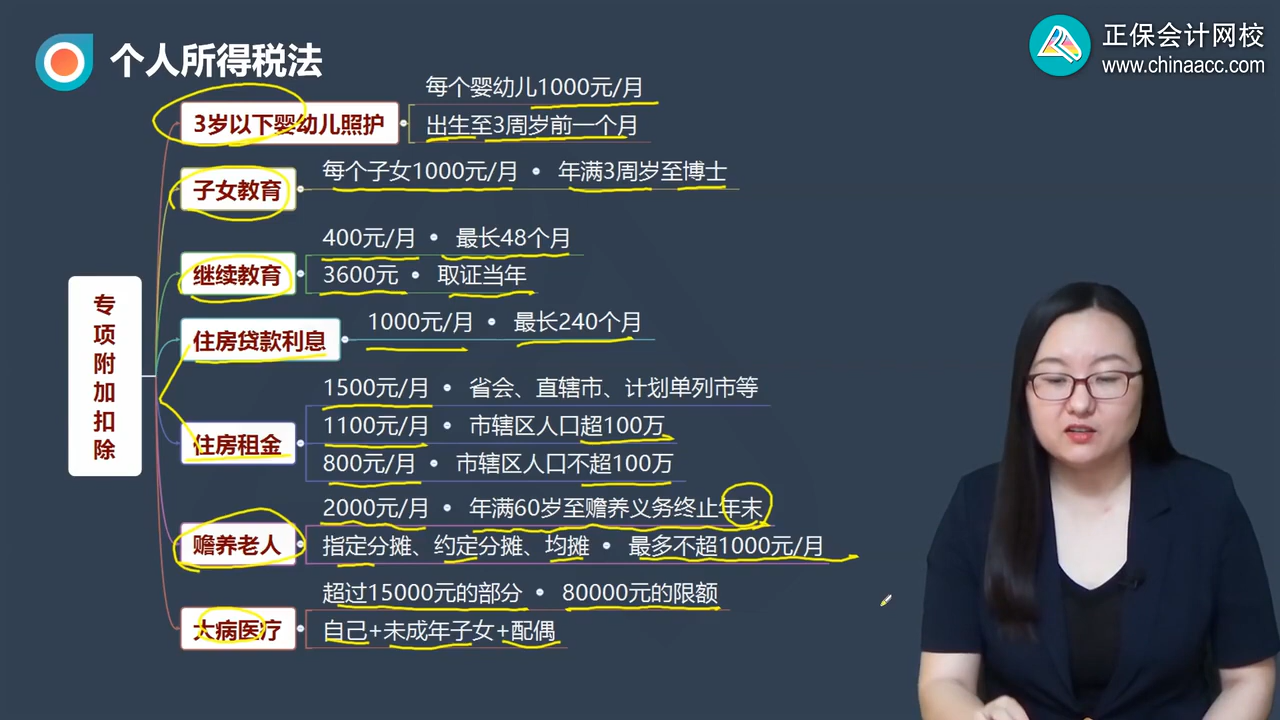 个人所得税法
正保会计网校
www.chinaacc.com
专项附加扣除
3岁以下婴幼儿照护
每个婴幼儿1000元/月
出生至3周岁前一个月
子女教育
每个子女1000元/月 • 年满3周岁至博士
继续教育
400元/月 • 最长48个月
3600元 • 取证当年
住房贷款利息
1000元/月 • 最长240个月
住房租金
1500元/月 • 省会、直辖市、计划单列市等
1100元/月 • 市辖区人口超100万
800元/月 • 市辖区人口不超100万
赡养老人
2000元/月 • 年满60岁至赡养义务终止年末
指定分摊、约定分摊、均摊 • 最多不超1000元/月
大病医疗
超过15000元的部分 • 80000元的限额
自己+未成年子女+配偶